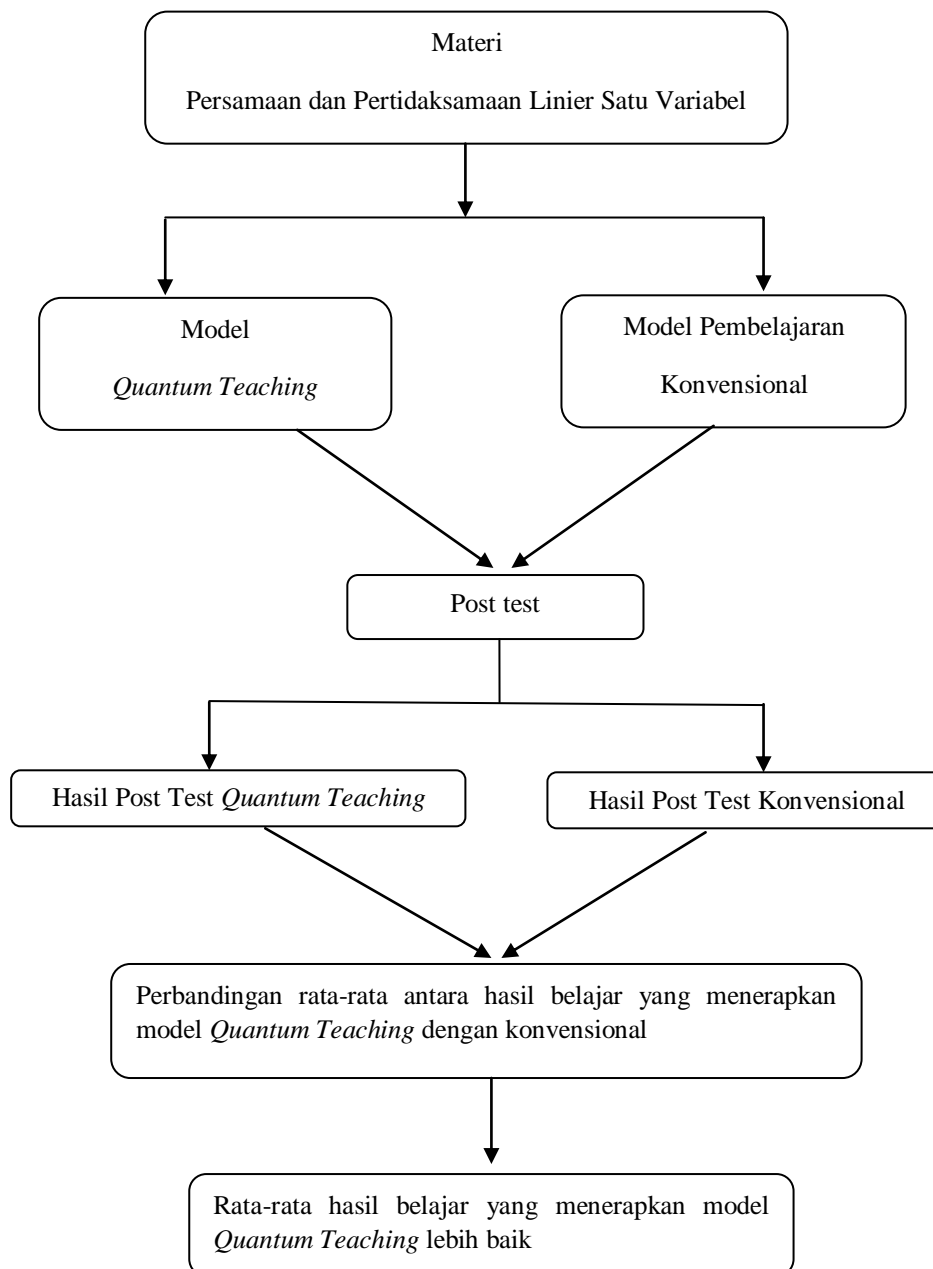 Materi
Persamaan dan Pertidaksamaan Linier Satu Variabel
Model
Quantum Teaching
Model Pembelajaran
Konvensional
Post test
Hasil Post Test Quantum Teaching
Hasil Post Test Konvensional
Perbandingan rata-rata antara hasil belajar yang menerapkan
model Quantum Teaching dengan konvensional
Rata-rata hasil belajar yang menerapkan model
Quantum Teaching lebih baik